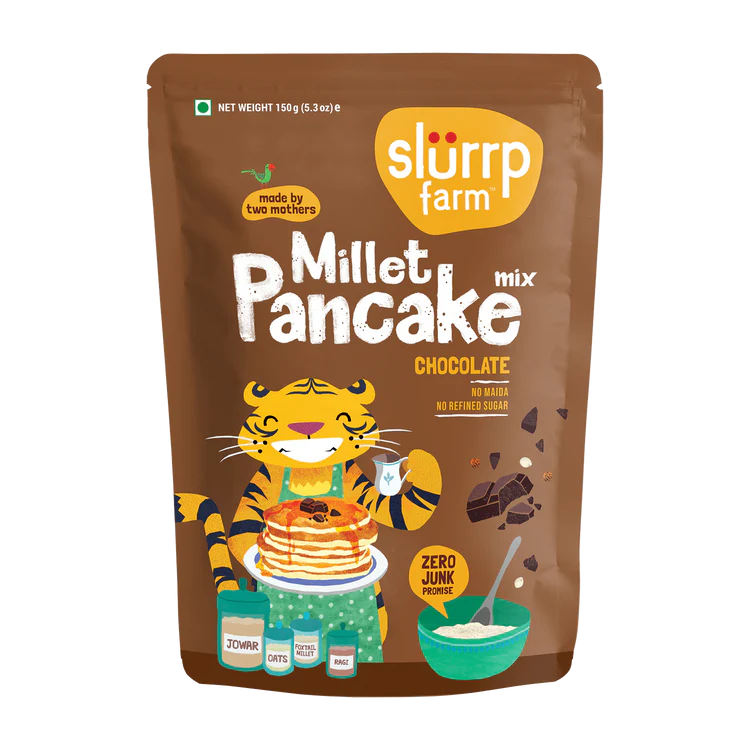 NET WEIGHT 150g (5.3oz) e
slürrp
farm™
made by
two mothers
Millet
Pancake mix
CHOCOLATE
NO MAIDA
NO REFINED SUGAR
ZERO
JUNK
PROMISE
JOWAR
OATS
FOXTAIL
MILLET
RAGI